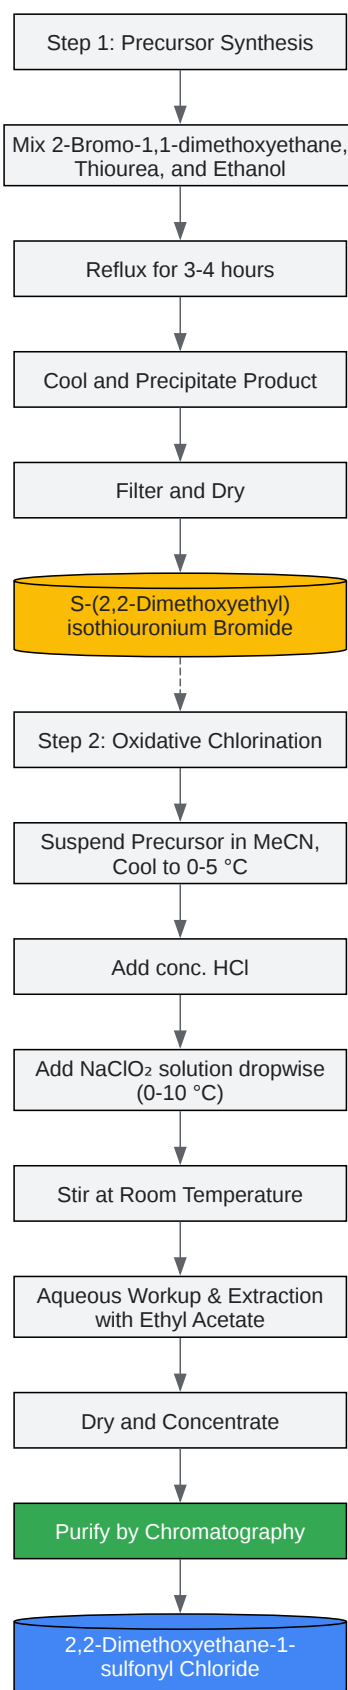 Step 1: Precursor Synthesis
Mix 2-Bromo-1,1-dimethoxyethane,
Thiourea, and Ethanol
Reflux for 3-4 hours
Cool and Precipitate Product
Filter and Dry
S-(2,2-Dimethoxyethyl)
isothiouronium Bromide
Step 2: Oxidative Chlorination
Suspend Precursor in MeCN,
Cool to 0-5 °C
Add conc. HCl
Add NaClO₂ solution dropwise
(0-10 °C)
Stir at Room Temperature
Aqueous Workup & Extraction
with Ethyl Acetate
Dry and Concentrate
Purify by Chromatography
2,2-Dimethoxyethane-1-
sulfonyl Chloride